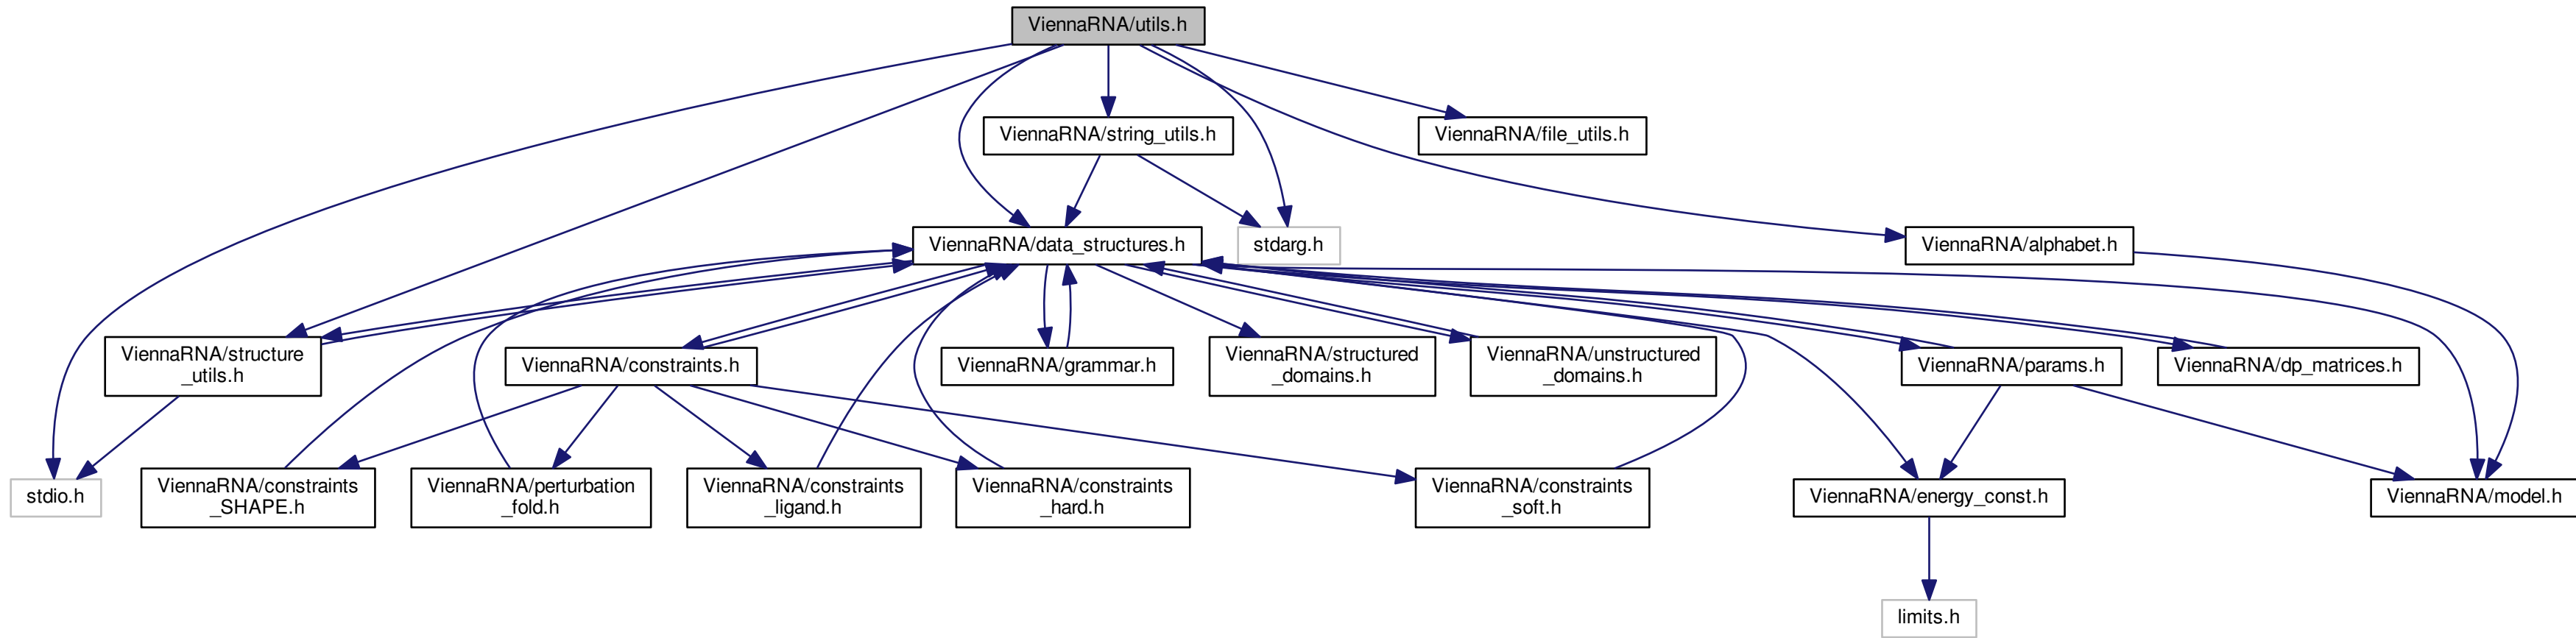 ViennaRNA/utils.h
ViennaRNA/string_utils.h
ViennaRNA/file_utils.h
ViennaRNA/data_structures.h
stdarg.h
ViennaRNA/alphabet.h
ViennaRNA/structure
_utils.h
ViennaRNA/constraints.h
ViennaRNA/grammar.h
ViennaRNA/structured
_domains.h
ViennaRNA/unstructured
_domains.h
ViennaRNA/params.h
ViennaRNA/dp_matrices.h
stdio.h
ViennaRNA/constraints
_SHAPE.h
ViennaRNA/perturbation
_fold.h
ViennaRNA/constraints
_ligand.h
ViennaRNA/constraints
_hard.h
ViennaRNA/constraints
_soft.h
ViennaRNA/energy_const.h
ViennaRNA/model.h
limits.h